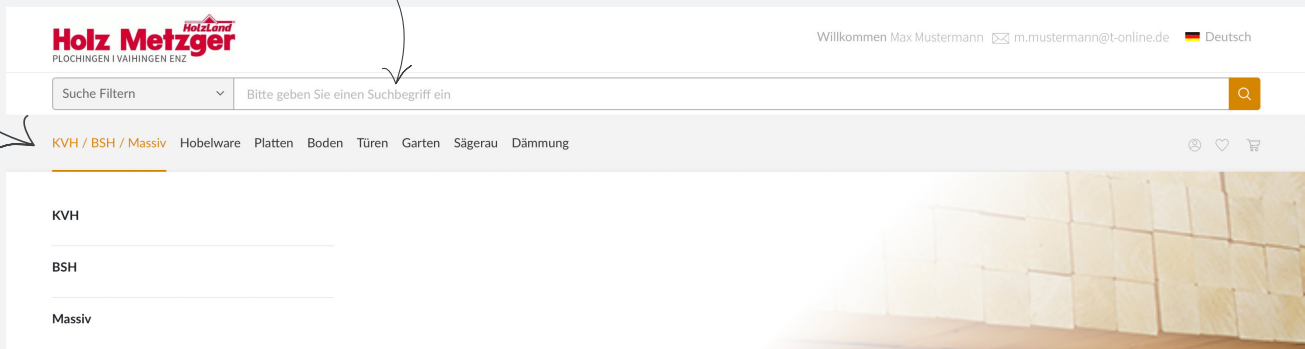 HolzLand
Holz Metzger
PLOCHINGEN I VAIHINGEN ENZ
Willkommen Max Mustermann m.mustermann@t-online.de Deutsch
Suche Filtern Bitte geben Sie einen Suchbegriff ein
KVH / BSH / Massiv Hobelware Platten Boden Türen Garten Sägerau Dämmung
KVH
BSH
Massiv